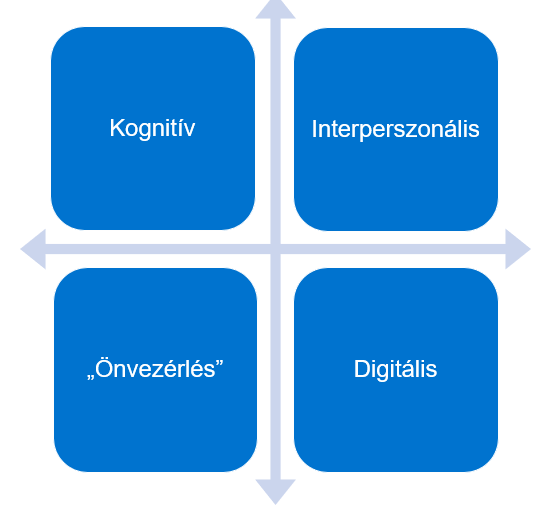 Kognitív
Interperszonális
„Önvezérlés”
Digitális